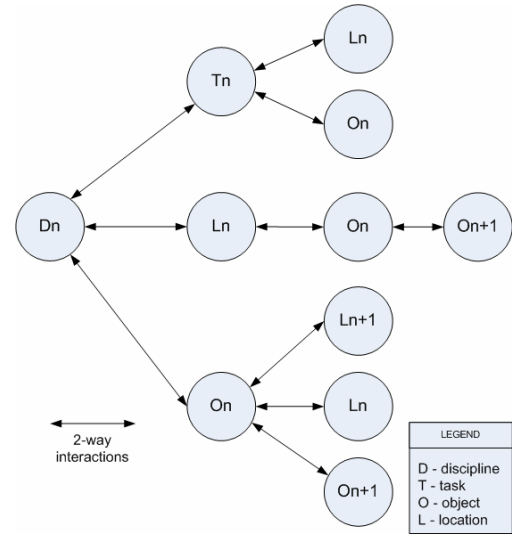 Ln
Tn
On
Dn
Ln
On
On+1
Ln+1
On
Ln
On+1
2-way
interactions
LEGEND
D - discipline
T - task
O - object
L - location